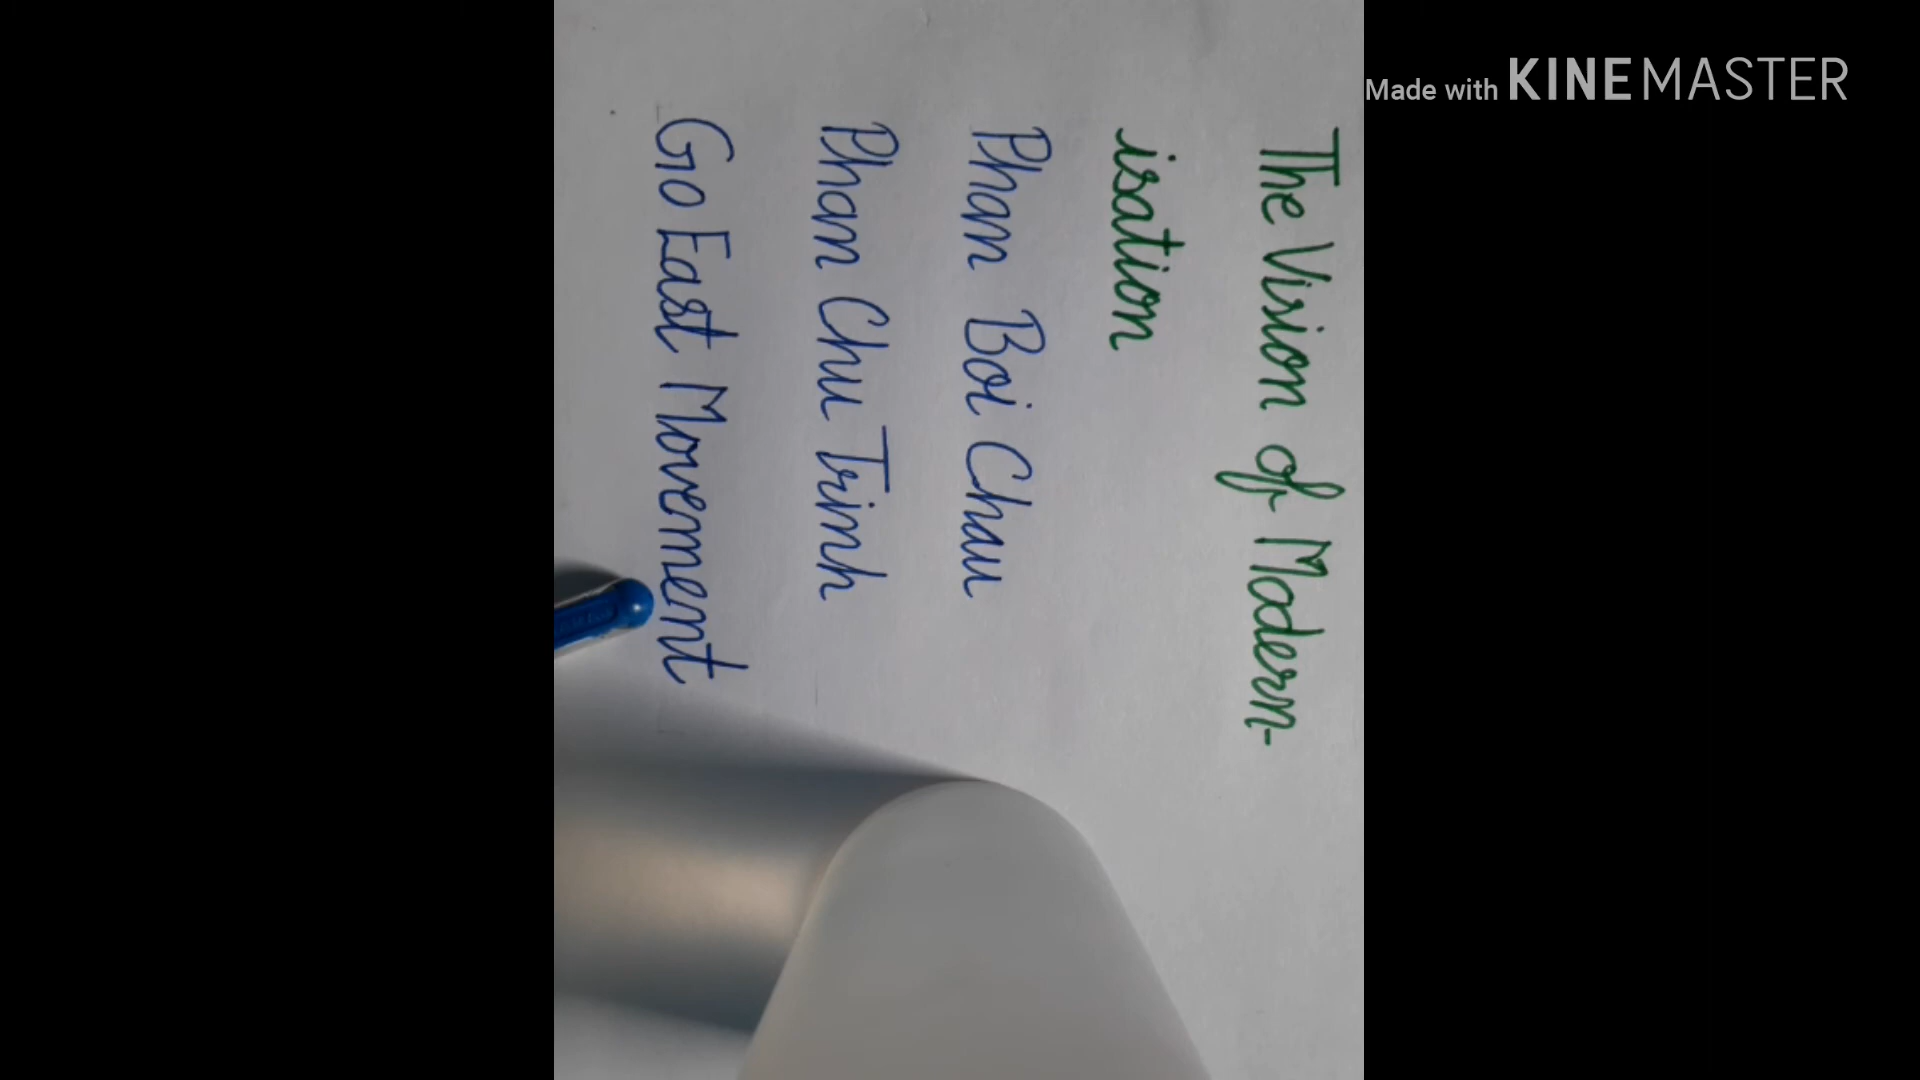 The Vision of Modern-
isation
Phan Boi Chau
Phan Chu Trinh
Go East Movement
Made with KINEMASTER